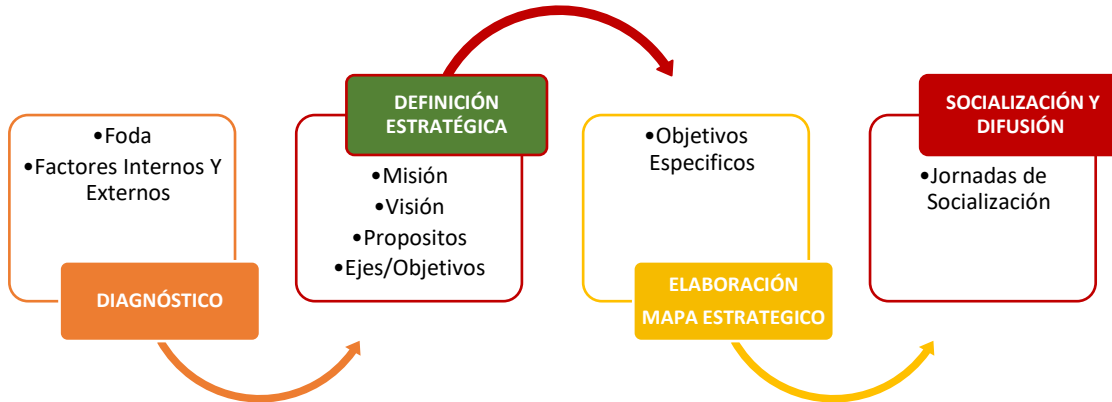 •Foda
•Factores Internos Y
Externos
DIAGNÓSTICO
DEFINICIÓN
ESTRATÉGICA
•Misión
•Visión
•Propositos
•Ejes/Objetivos
•Objetivos
Especificos
ELABORACIÓN
MAPA ESTRATEGICO
SOCIALIZACIÓN Y
DIFUSIÓN
•Jornadas de
Socialización